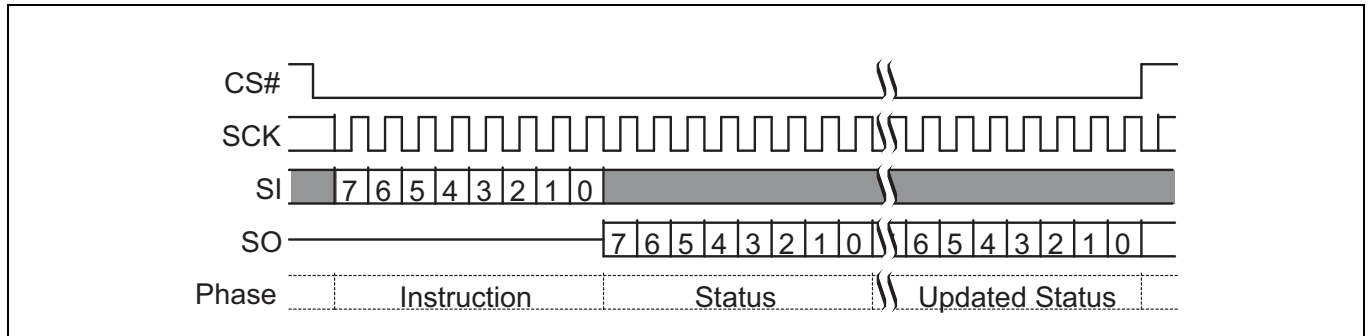 CS#
SCK
SI 7 6 5 4 3 2 1 0
SO 7 6 5 4 3 2 1 0 6 5 4 3 2 1 0
Phase Instruction Status Updated Status